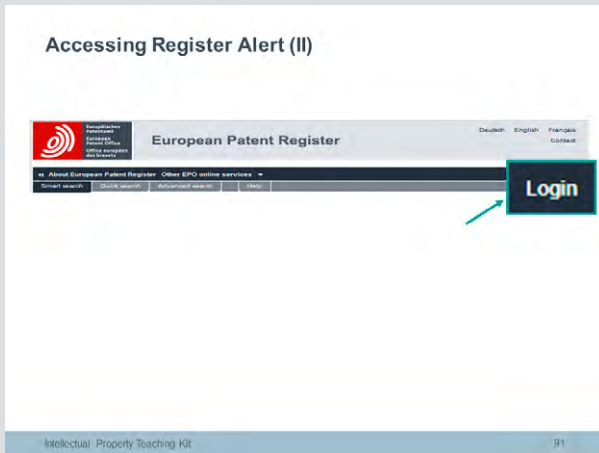 Accessing Register Alert (II)
Europäisches
Patentamt
European
Patent Office
Office européen
des brevets
European Patent Register
Deutsch English Français
Contact
« About European Patent Register Other EPO online services
Smart search Quick search Advanced search Help
Login
Intellectual Property Teaching Kit
91